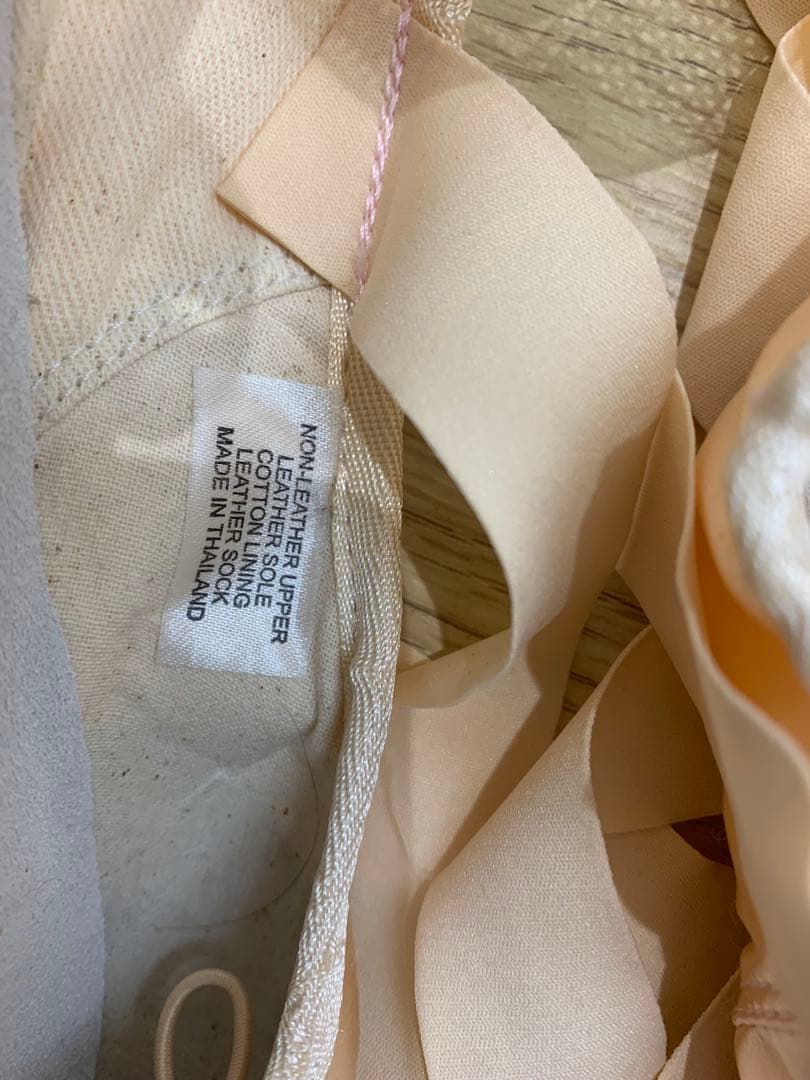 NON-LEATHER UPPER
LEATHER SOLE
COTTON LINING
LEATHER SOCK
MADE IN THAILAND